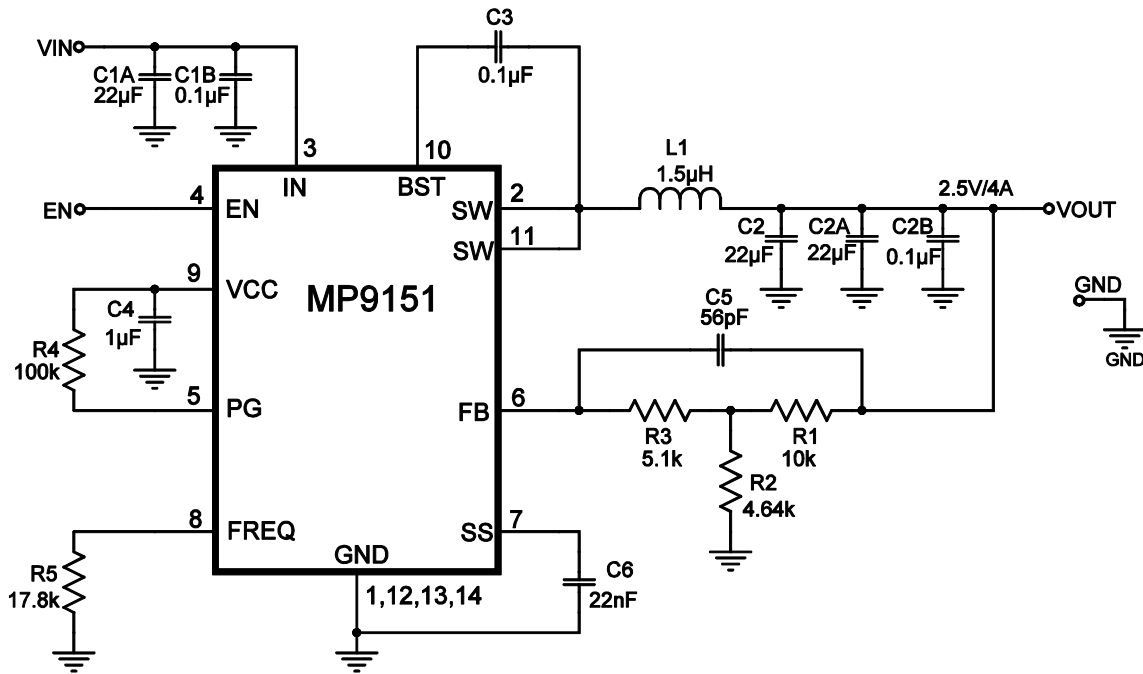 C3
0.1µF
VIN
C1A
22µF
C1B
0.1µF
3
10
IN
BST
L1
1.5µH
4
EN
EN
2
SW
11
SW
2.5V/4A
VOUT
C2
22µF
C2A
22µF
C2B
0.1µF
9
VCC
MP9151
C4
1µF
R4
100k
GND
GND
C5
56pF
5
PG
6
FB
R3
5.1k
R1
10k
R2
4.64k
8
FREQ
7
SS
GND
R5
17.8k
1,12,13,14
C6
22nF